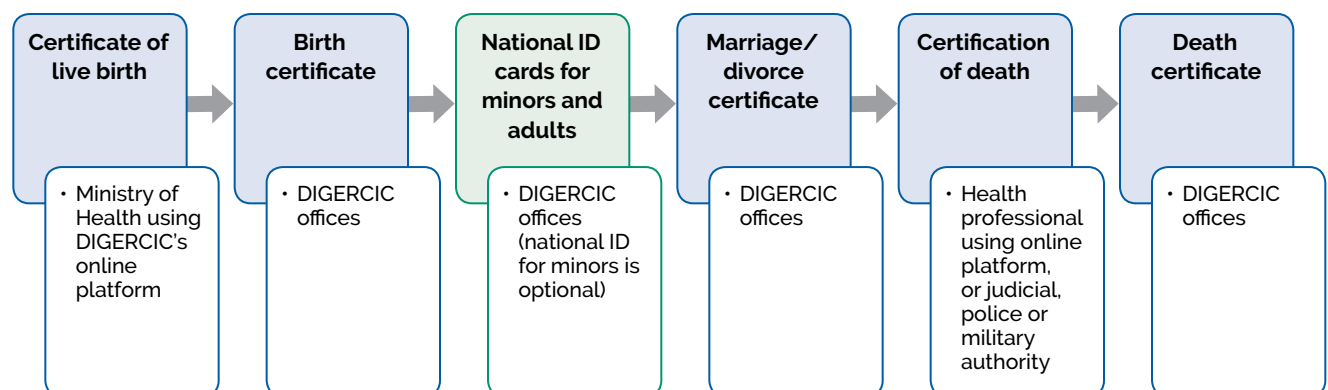 Certificate of
live birth
• Ministry of
Health using
DIGERCIC’s
online
platform
Birth
certificate
• DIGERCIC
offices
National ID
cards for
minors and
adults
• DIGERCIC
offices
(national ID
for minors is
optional)
Marriage/
divorce
certificate
• DIGERCIC
offices
Certification
of death
• Health
professional
using online
platform,
or judicial,
police or
military
authority
Death
certificate
• DIGERCIC
offices